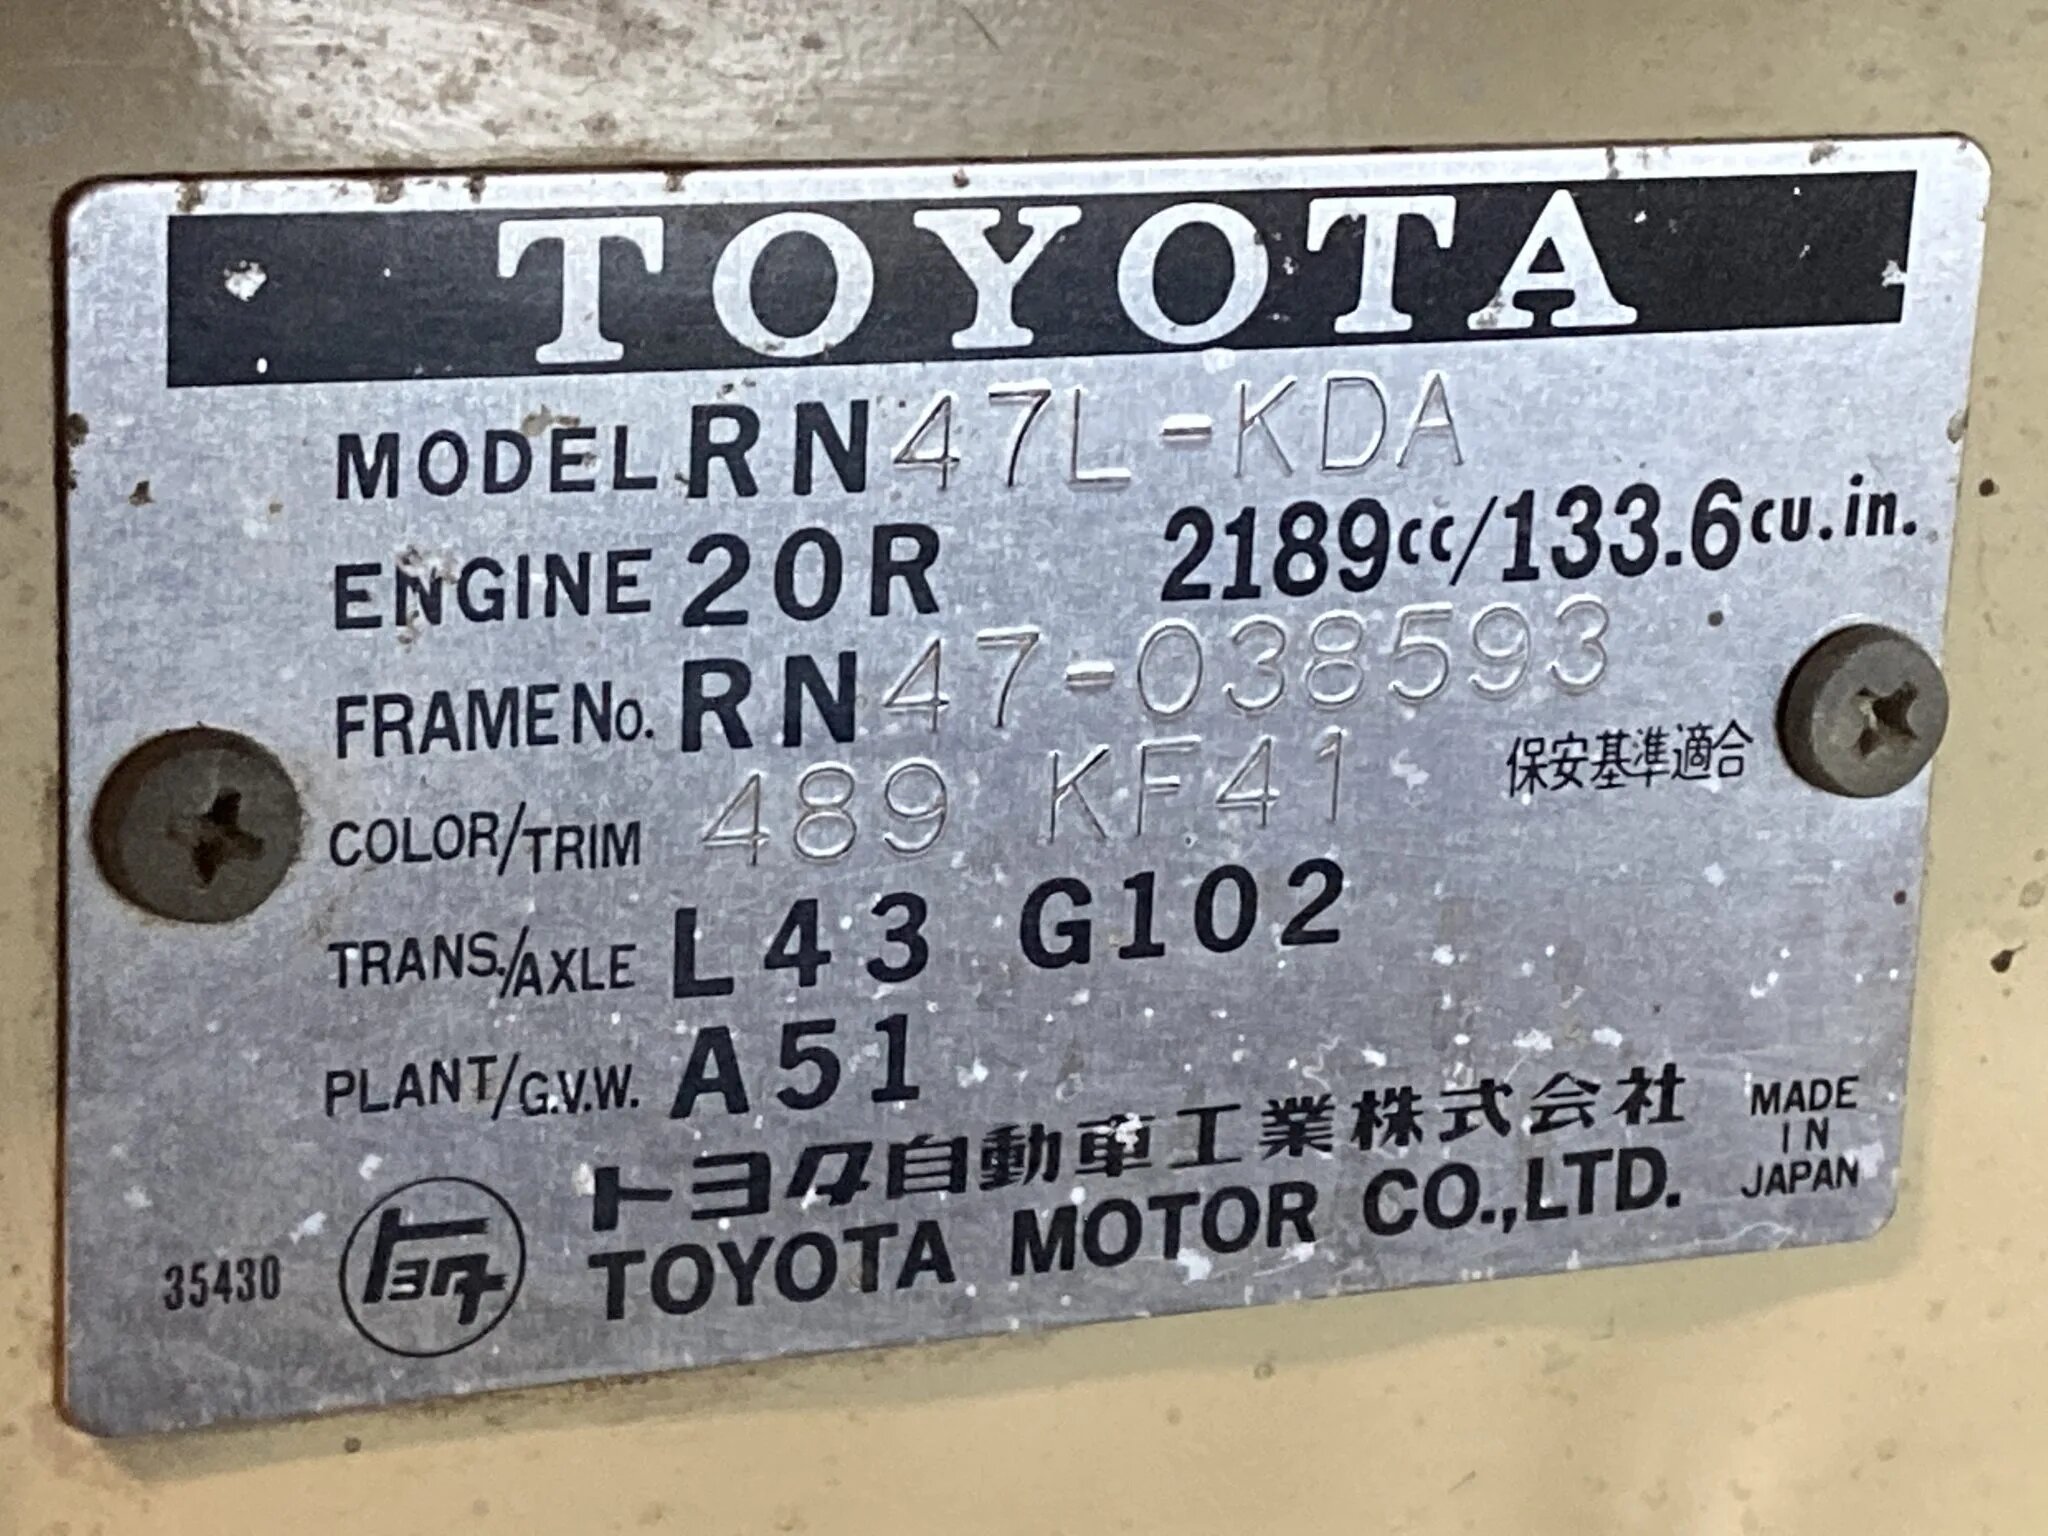 TOYOTA
MODEL RN47L-KDA
ENGINE 20R 2189cc/133.6cu.in.
FRAME No. RN47-038593
保安基準適合
COLOR/TRIM 489 KF41
TRANS./AXLE L43 G102
PLANT/G.V.W. A51
トヨタ自動車工業株式会社
TOYOTA MOTOR CO.,LTD.
MADE
IN
JAPAN
35430
トヨタ